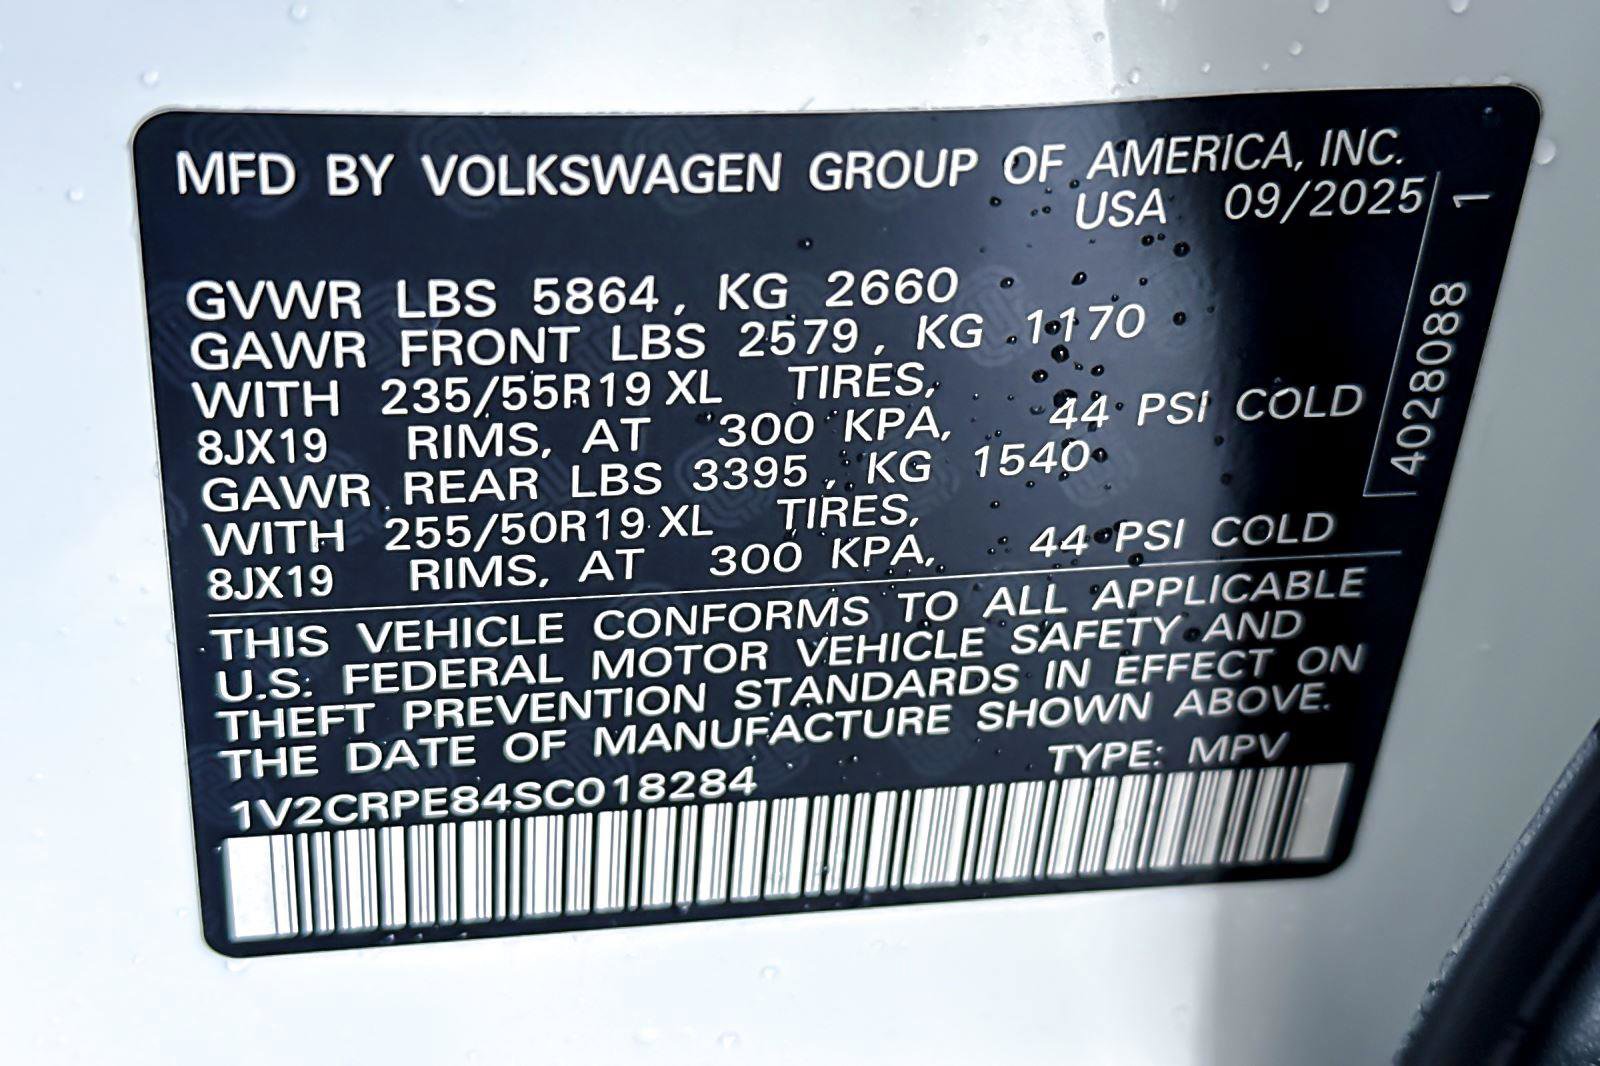 MFD BY VOLKSWAGEN GROUP OF AMERICA, INC.
USA 09/2025
GVWR LBS 5864, KG 2660
GAWR FRONT LBS 2579, KG 1170
WITH 235/55R19 XL TIRES,
8JX19 RIMS, AT 300 KPA, 44 PSI COLD
GAWR REAR LBS 3395, KG 1540
WITH 255/50R19 XL TIRES,
8JX19 RIMS, AT 300 KPA, 44 PSI COLD
THIS VEHICLE CONFORMS TO ALL APPLICABLE
U.S. FEDERAL MOTOR VEHICLE SAFETY AND
THEFT PREVENTION STANDARDS IN EFFECT ON
THE DATE OF MANUFACTURE SHOWN ABOVE.
1V2CRPE84SC018284 TYPE: MPV
4028088 1